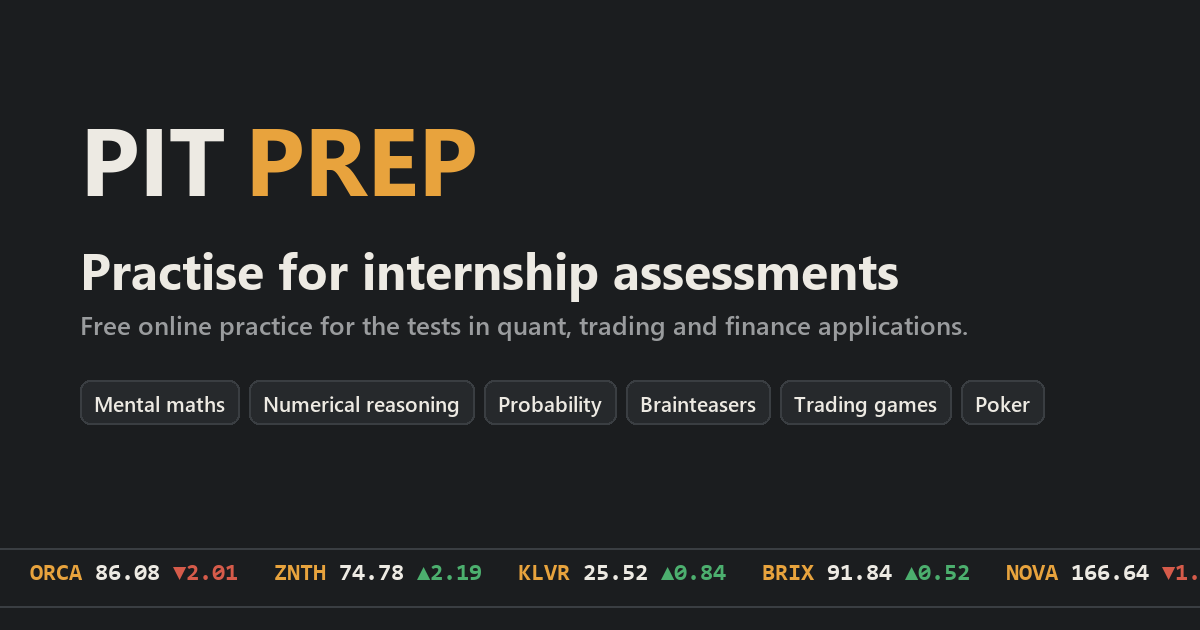 PIT PREP
Practise for internship assessments
Free online practice for the tests in quant, trading and finance applications.
Mental maths Numerical reasoning Probability Brainteasers Trading games Poker
ORCA 86.08 ▼2.01 ZNTH 74.78 ▲2.19 KLVR 25.52 ▲0.84 BRIX 91.84 ▲0.52 NOVA 166.64 ▼1.